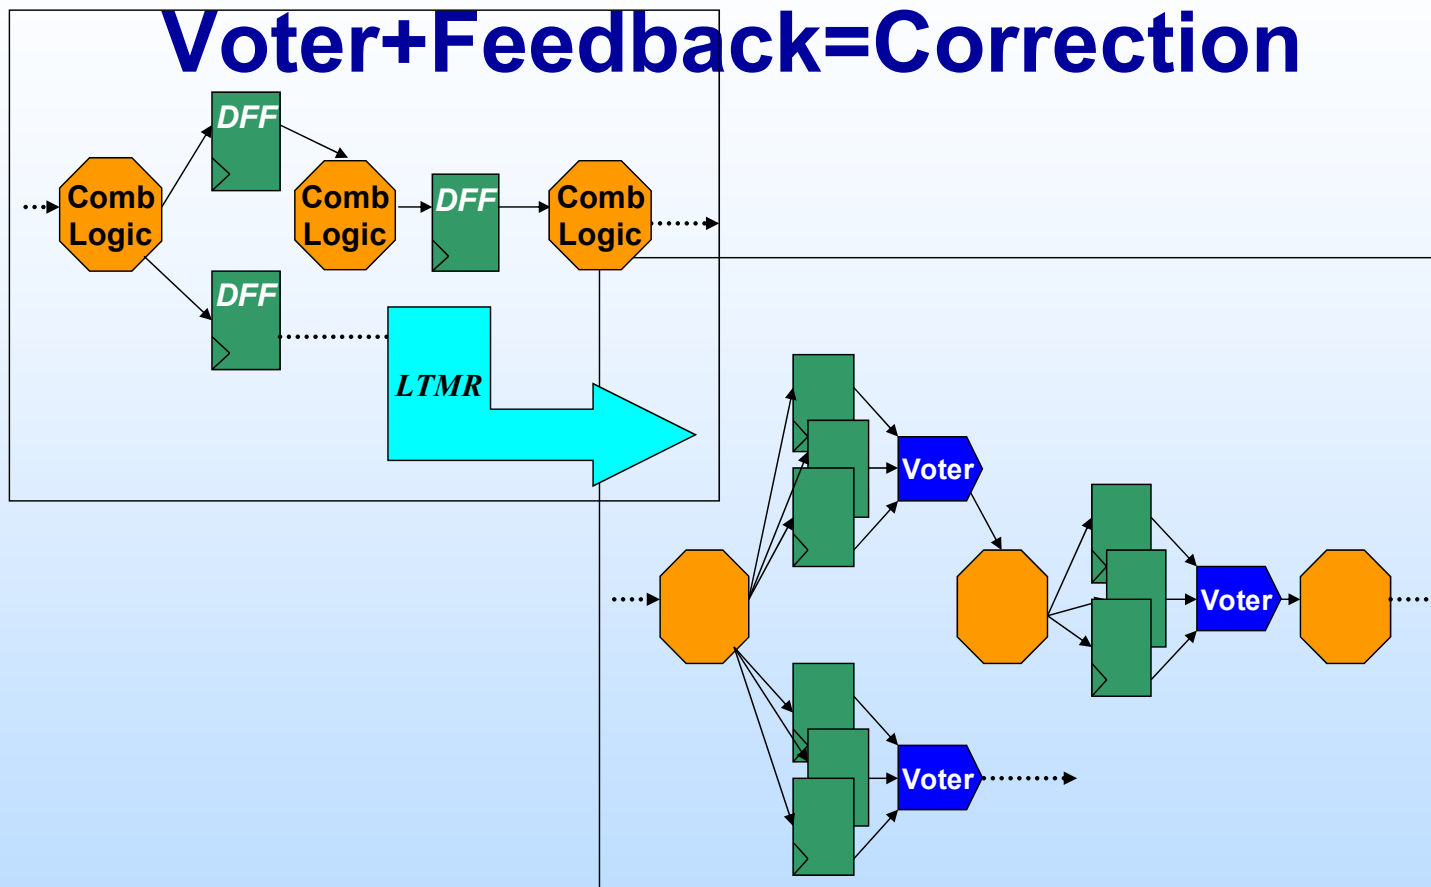 Voter+Feedback=Correction
DFF
Comb
Logic
Comb
Logic
DFF
Comb
Logic
DFF
LTMR
Voter
Voter
Voter